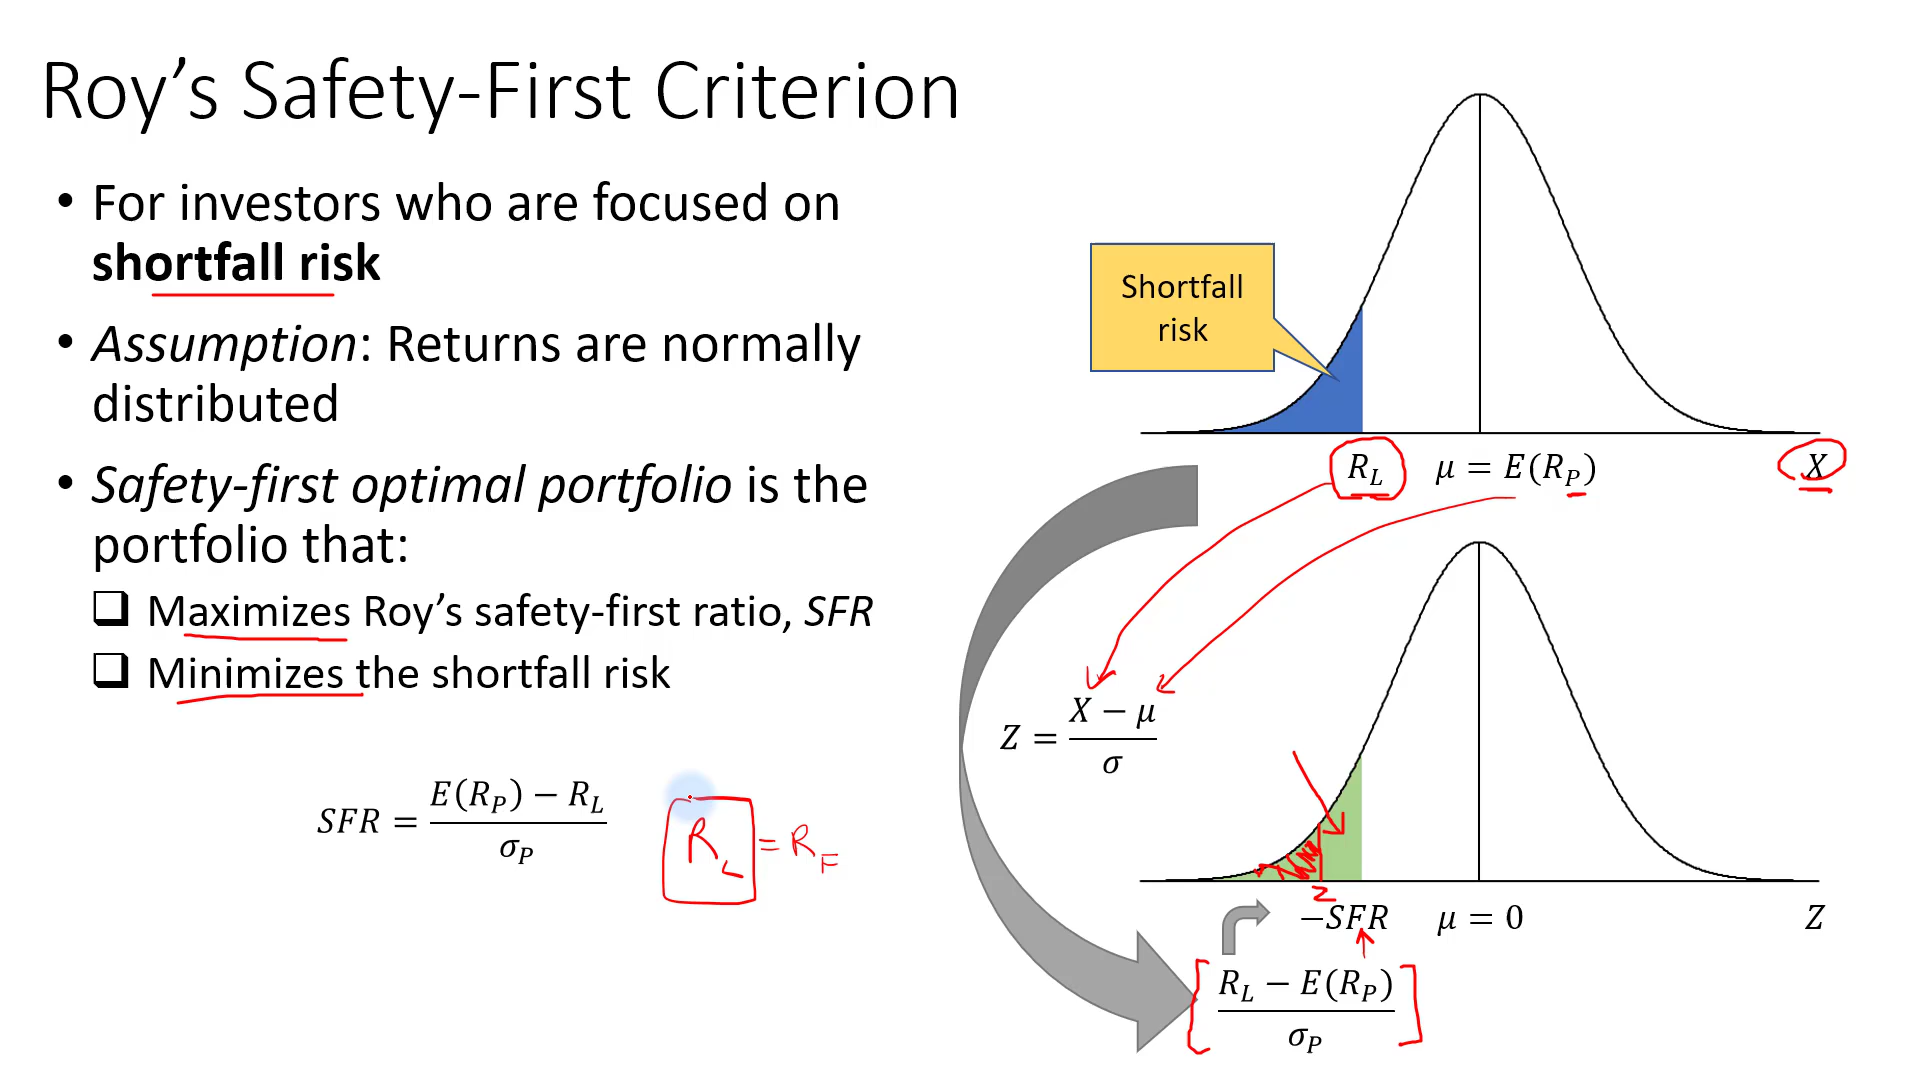 Roy's Safety-First Criterion
• For investors who are focused on
shortfall risk
• Assumption: Returns are normally
distributed
• Safety-first optimal portfolio is the
portfolio that:
❑ Maximizes Roy's safety-first ratio, SFR
❑ Minimizes the shortfall risk
SFR = (E(R_P) − R_L) / σ_P
R_L = R_F
Shortfall
risk
R_L μ = E(R_P) X
Z = (X − μ) / σ
2
−SFR μ = 0 Z
[(R_L − E(R_P)) / σ_P]